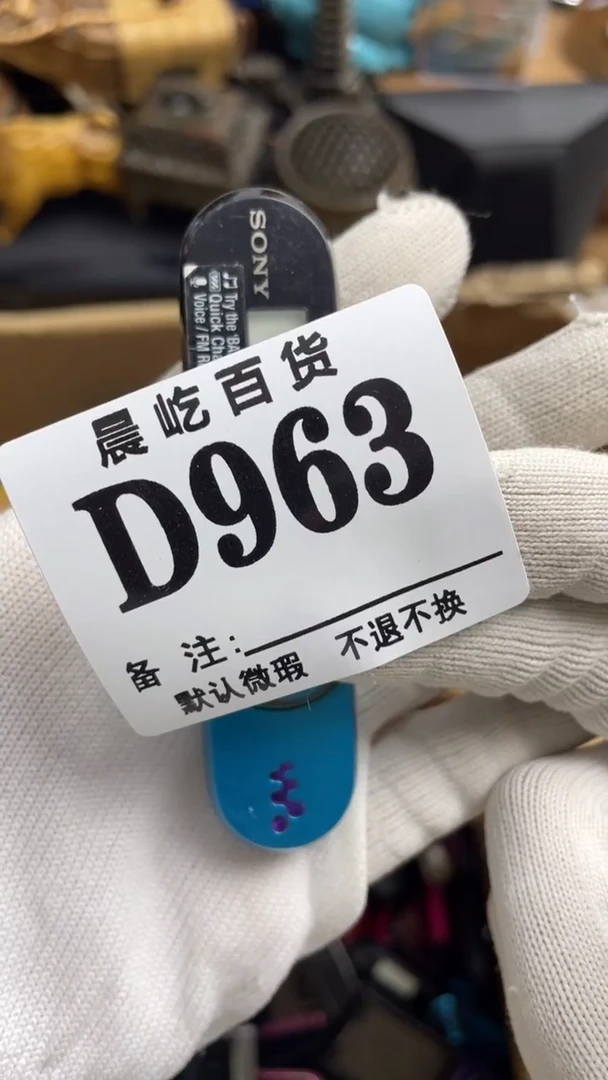 SONY
Try the 'BA
Quick Cha
Voice / FM R
晨屹百货
D963
备 注:
默认微瑕 不退不换